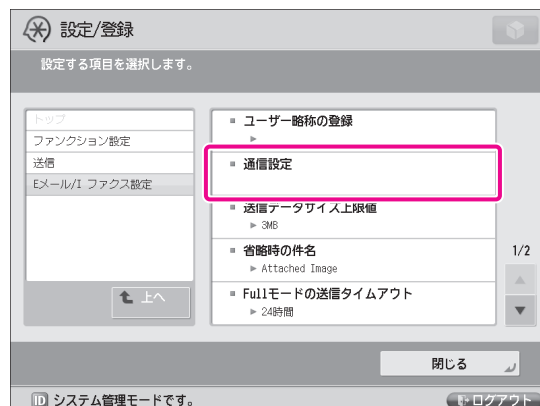 設定/登録
設定する項目を選択します。
トップ
ファンクション設定
送信
Eメール/I ファクス設定
上へ
ユーザー略称の登録
通信設定
送信データサイズ上限値
3MB
省略時の件名
Attached Image
Fullモードの送信タイムアウト
24時間
1/2
閉じる
ID システム管理モードです。
ログアウト